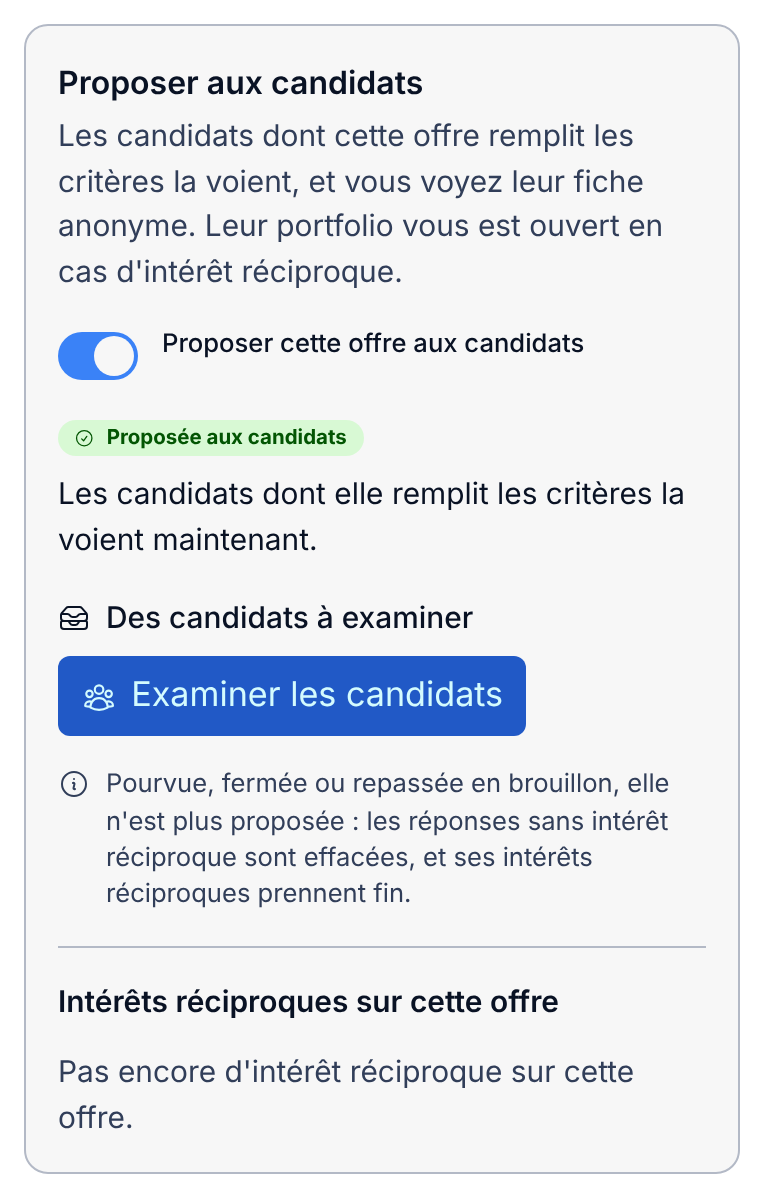 Proposer aux candidats
Les candidats dont cette offre remplit les
critères la voient, et vous voyez leur fiche
anonyme. Leur portfolio vous est ouvert en
cas d'intérêt réciproque.
Proposer cette offre aux candidats
Proposée aux candidats
Les candidats dont elle remplit les critères la
voient maintenant.
Des candidats à examiner
Examiner les candidats
Pourvue, fermée ou repassée en brouillon, elle
n'est plus proposée : les réponses sans intérêt
réciproque sont effacées, et ses intérêts
réciproques prennent fin.
Intérêts réciproques sur cette offre
Pas encore d'intérêt réciproque sur cette
offre.